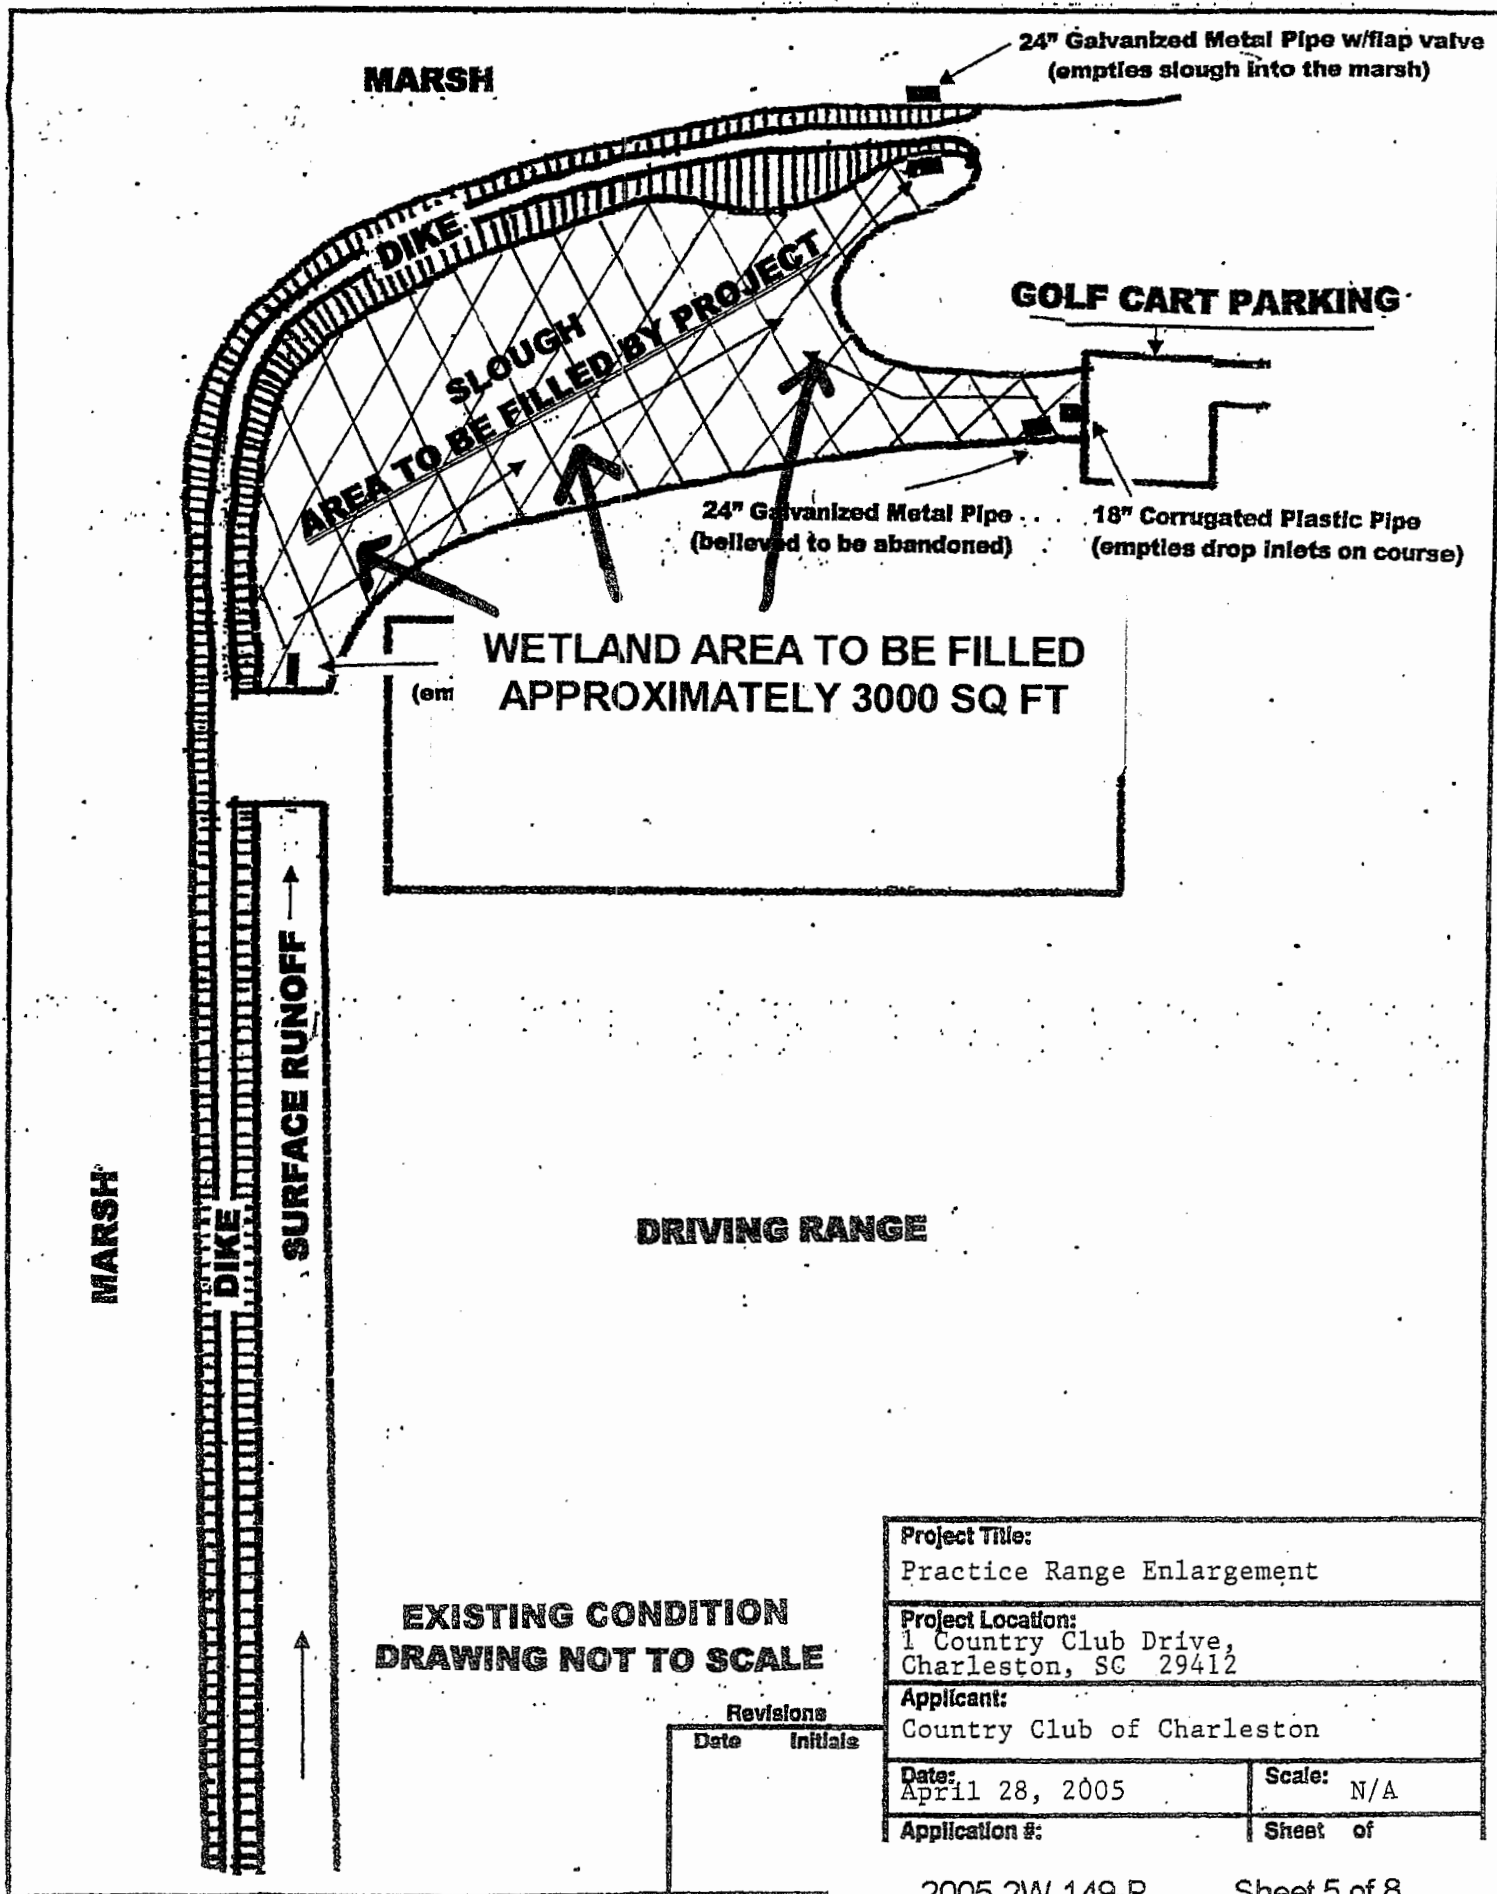 24" Galvanized Metal Pipe w/flap valve
(empties slough into the marsh)
MARSH
DIKE
GOLF CART PARKING
SLOUGH
AREA TO BE FILLED BY PROJECT
24" Galvanized Metal Pipe
(believed to be abandoned)
18" Corrugated Plastic Pipe
(empties drop inlets on course)
WETLAND AREA TO BE FILLED
APPROXIMATELY 3000 SQ FT
SURFACE RUNOFF
MARSH
DIKE
DRIVING RANGE
EXISTING CONDITION
DRAWING NOT TO SCALE
Revisions
Date Initials
Project Title:
Practice Range Enlargement
Project Location:
1 Country Club Drive,
Charleston, SC 29412
Applicant:
Country Club of Charleston
Date:
April 28, 2005
Scale: N/A
Application #:
Sheet of
Sheet 5 of 8